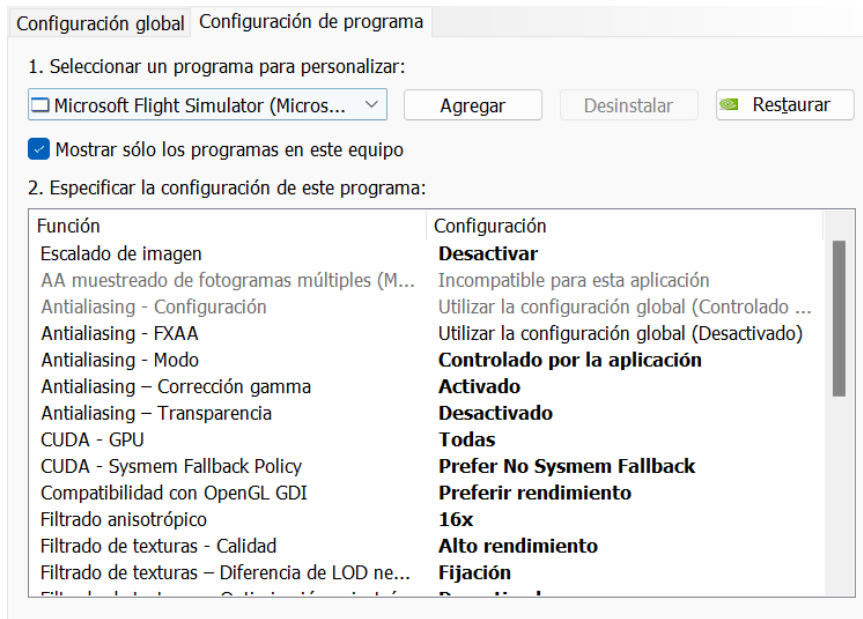 Configuración global Configuración de programa
1. Seleccionar un programa para personalizar:
Microsoft Flight Simulator (Micros... Agregar Desinstalar Restaurar
Mostrar sólo los programas en este equipo
2. Especificar la configuración de este programa:
Función Configuración
Escalado de imagen Desactivar
AA muestreado de fotogramas múltiples (M... Incompatible para esta aplicación
Antialiasing - Configuración Utilizar la configuración global (Controlado ...
Antialiasing - FXAA Utilizar la configuración global (Desactivado)
Antialiasing - Modo Controlado por la aplicación
Antialiasing – Corrección gamma Activado
Antialiasing – Transparencia Desactivado
CUDA - GPU Todas
CUDA - Sysmem Fallback Policy Prefer No Sysmem Fallback
Compatibilidad con OpenGL GDI Preferir rendimiento
Filtrado anisotrópico 16x
Filtrado de texturas - Calidad Alto rendimiento
Filtrado de texturas – Diferencia de LOD ne... Fijación